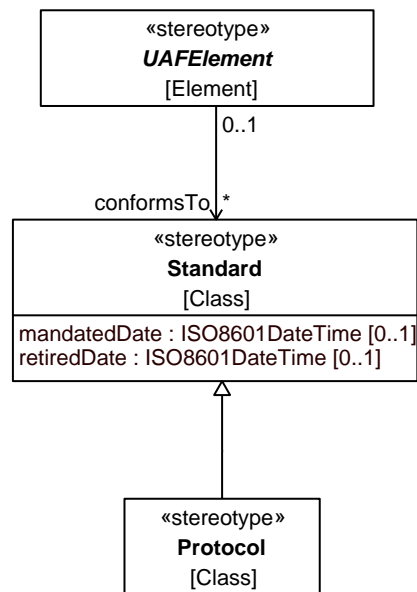 «stereotype»
UAFElement
[Element]
0..1
conformsTo *
«stereotype»
Standard
[Class]
mandatedDate : ISO8601DateTime [0..1]
retiredDate : ISO8601DateTime [0..1]
«stereotype»
Protocol
[Class]